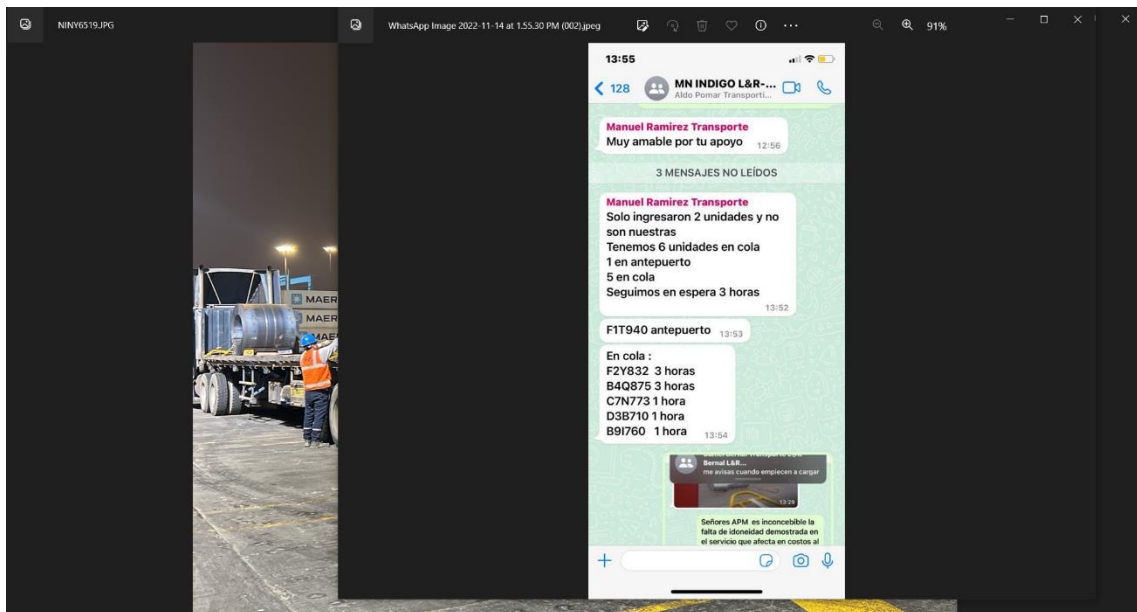 NINY6519.JPG
WhatsApp Image 2022-11-14 at 1.55.30 PM (002).jpeg
91%
13:55
128
MN INDIGO L&R-...
Aldo Pomar Transporti...
Manuel Ramirez Transporte
Muy amable por tu apoyo 12:56
3 MENSAJES NO LEÍDOS
Manuel Ramirez Transporte
Solo ingresaron 2 unidades y no
son nuestras
Tenemos 6 unidades en cola
1 en antepuerto
5 en cola
Seguimos en espera 3 horas
13:52
F1T940 antepuerto 13:53
En cola :
F2Y832 3 horas
B4Q875 3 horas
C7N773 1 hora
D3B710 1 hora
B9I760 1 hora 13:54
Bernal L&R...
me avisas cuando empiecen a cargar
13:29
Señores APM es inconcebible la
falta de idoneidad demostrada en
el servicio que afecta en costos al
MAER
MAER
MAE